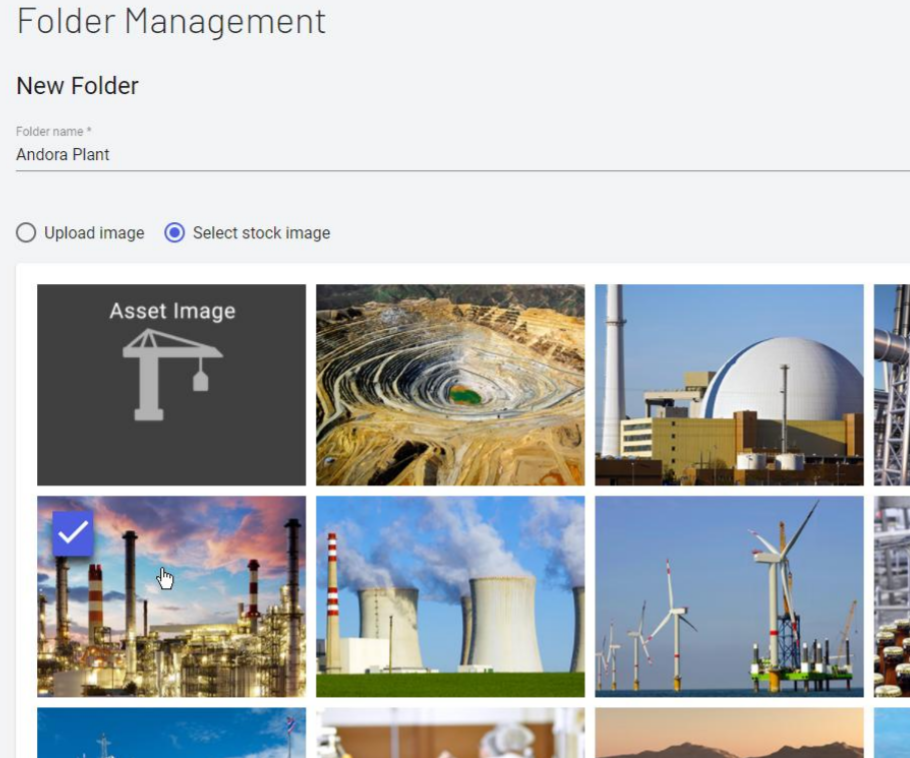 Folder Management
New Folder
Folder name *
Andora Plant
Upload image
Select stock image
Asset Image